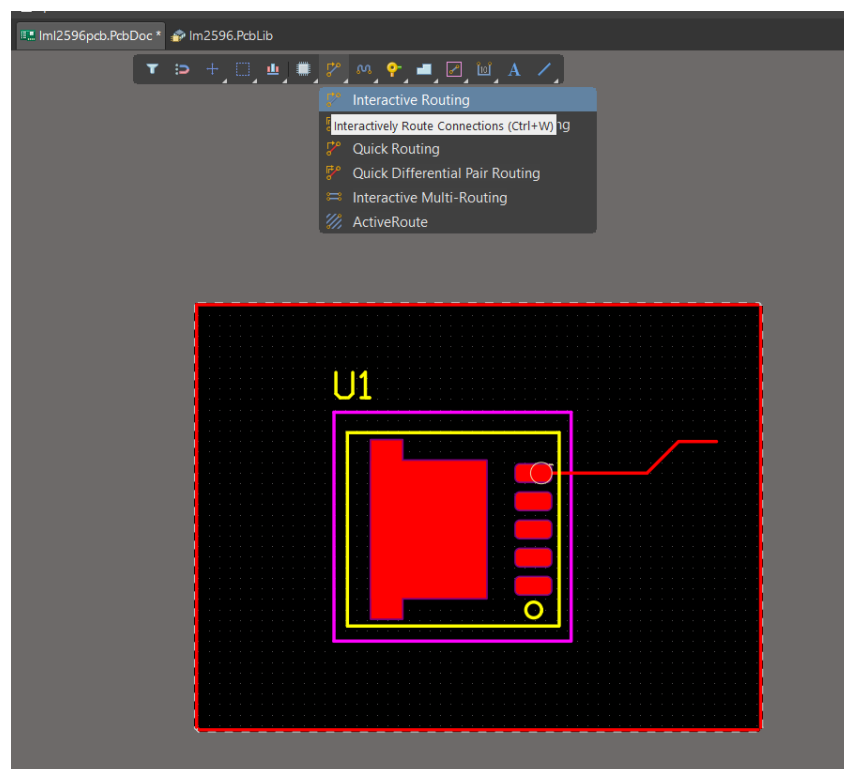 lml2596pcb.PcbDoc * lm2596.PcbLib
10 A
Interactive Routing
Interactively Route Connections (Ctrl+W)
Quick Routing
Quick Differential Pair Routing
Interactive Multi-Routing
ActiveRoute
U1